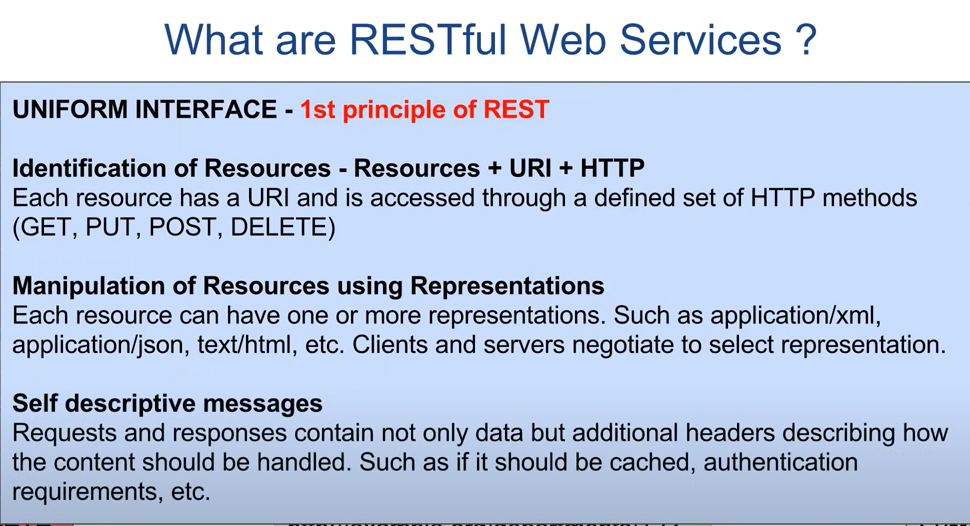 What are RESTful Web Services ?
UNIFORM INTERFACE - 1st principle of REST
Identification of Resources - Resources + URI + HTTP
Each resource has a URI and is accessed through a defined set of HTTP methods
(GET, PUT, POST, DELETE)
Manipulation of Resources using Representations
Each resource can have one or more representations. Such as application/xml,
application/json, text/html, etc. Clients and servers negotiate to select representation.
Self descriptive messages
Requests and responses contain not only data but additional headers describing how
the content should be handled. Such as if it should be cached, authentication
requirements, etc.